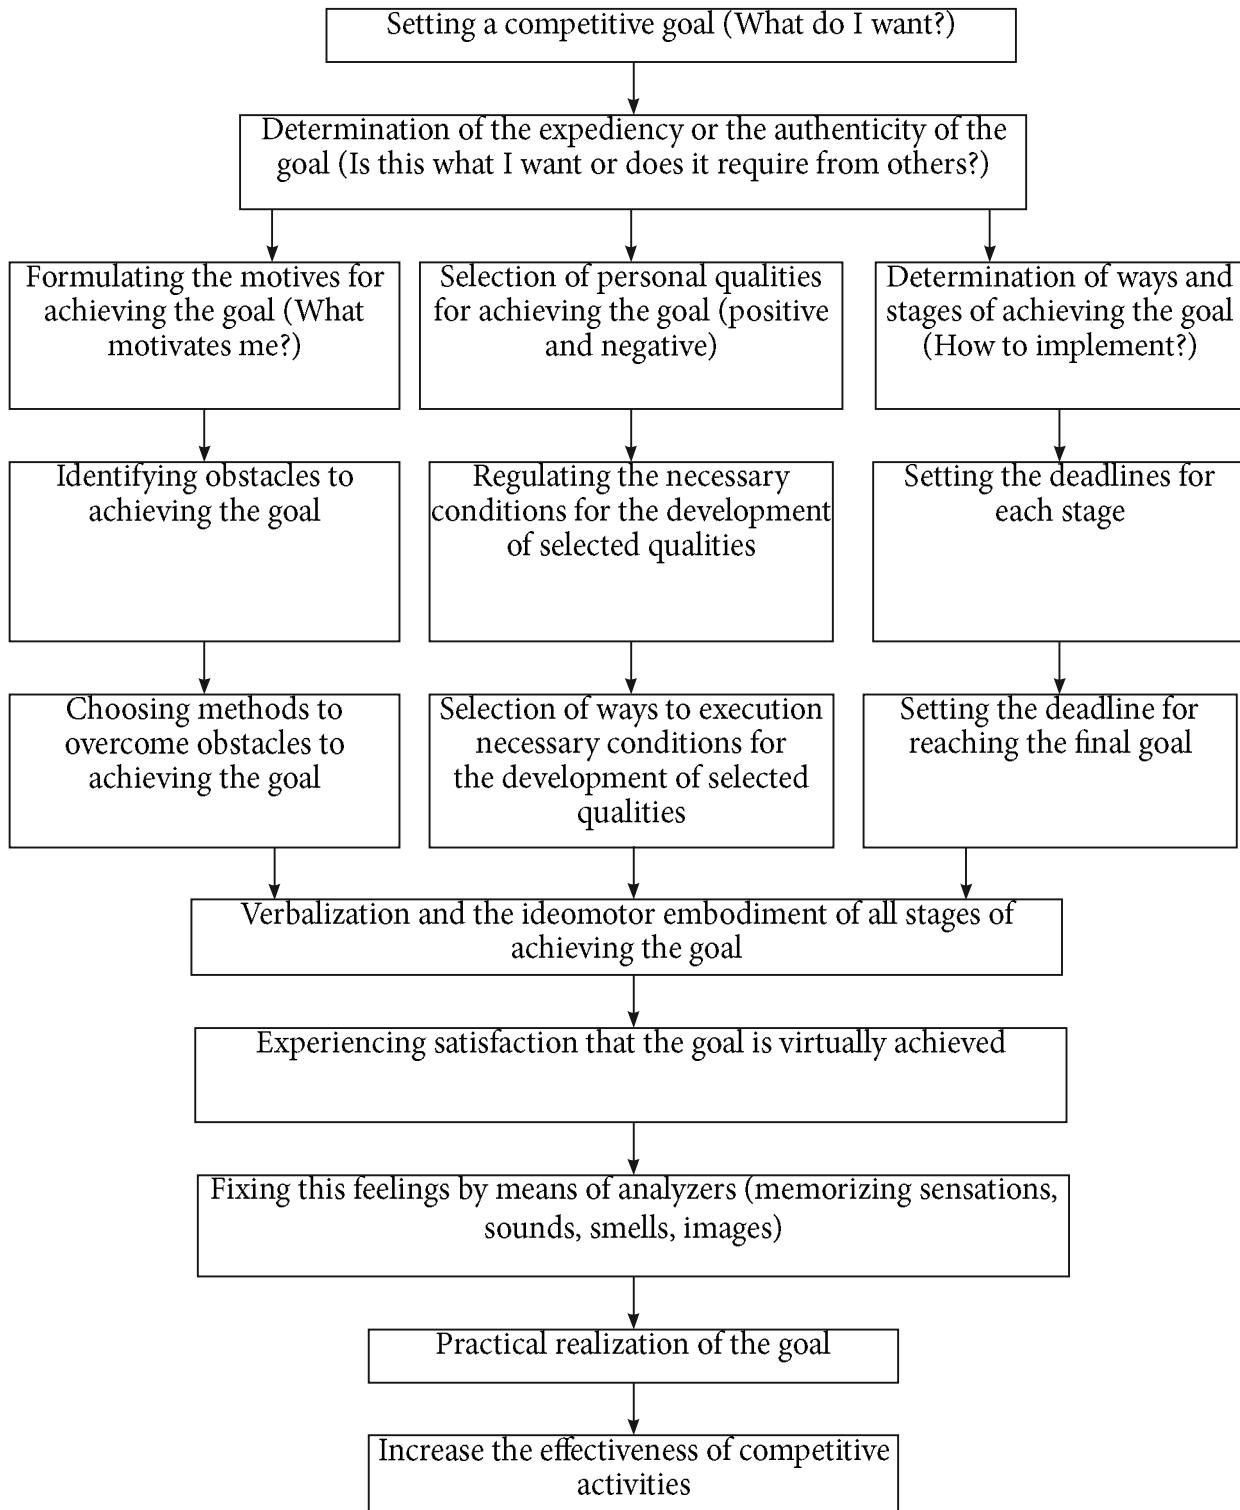 Setting a competitive goal (What do I want?)
Determination of the expediency or the authenticity of the
goal (Is this what I want or does it require from others?)
Formulating the motives for
achieving the goal (What
motivates me?)
Selection of personal qualities
for achieving the goal (positive
and negative)
Determination of ways and
stages of achieving the goal
(How to implement?)
Identifying obstacles to
achieving the goal
Regulating the necessary
conditions for the development
of selected qualities
Setting the deadlines for
each stage
Choosing methods to
overcome obstacles to
achieving the goal
Selection of ways to execution
necessary conditions for
the development of selected
qualities
Setting the deadline for
reaching the final goal
Verbalization and the ideomotor embodiment of all stages of
achieving the goal
Experiencing satisfaction that the goal is virtually achieved
Fixing this feelings by means of analyzers (memorizing sensations,
sounds, smells, images)
Practical realization of the goal
Increase the effectiveness of competitive
activities